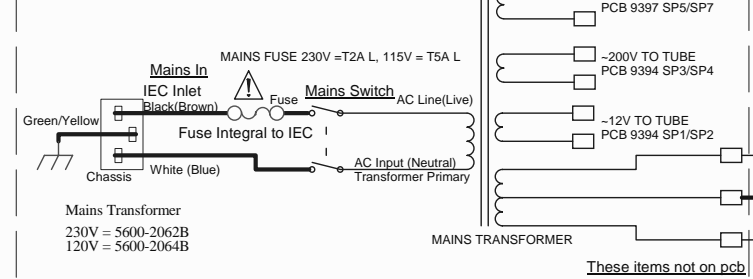 PCB 9397 SP5/SP7
MAINS FUSE 230V =T2A L, 115V = T5A L
~200V TO TUBE
PCB 9394 SP3/SP4
Mains In
IEC Inlet
Black(Brown)
Fuse
Mains Switch
AC Line(Live)
Green/Yellow
Fuse Integral to IEC
~12V TO TUBE
PCB 9394 SP1/SP2
Chassis
White (Blue)
AC Input (Neutral)
Transformer Primary
Mains Transformer
230V = 5600-2062B
120V = 5600-2064B
MAINS TRANSFORMER
These items not on pcb